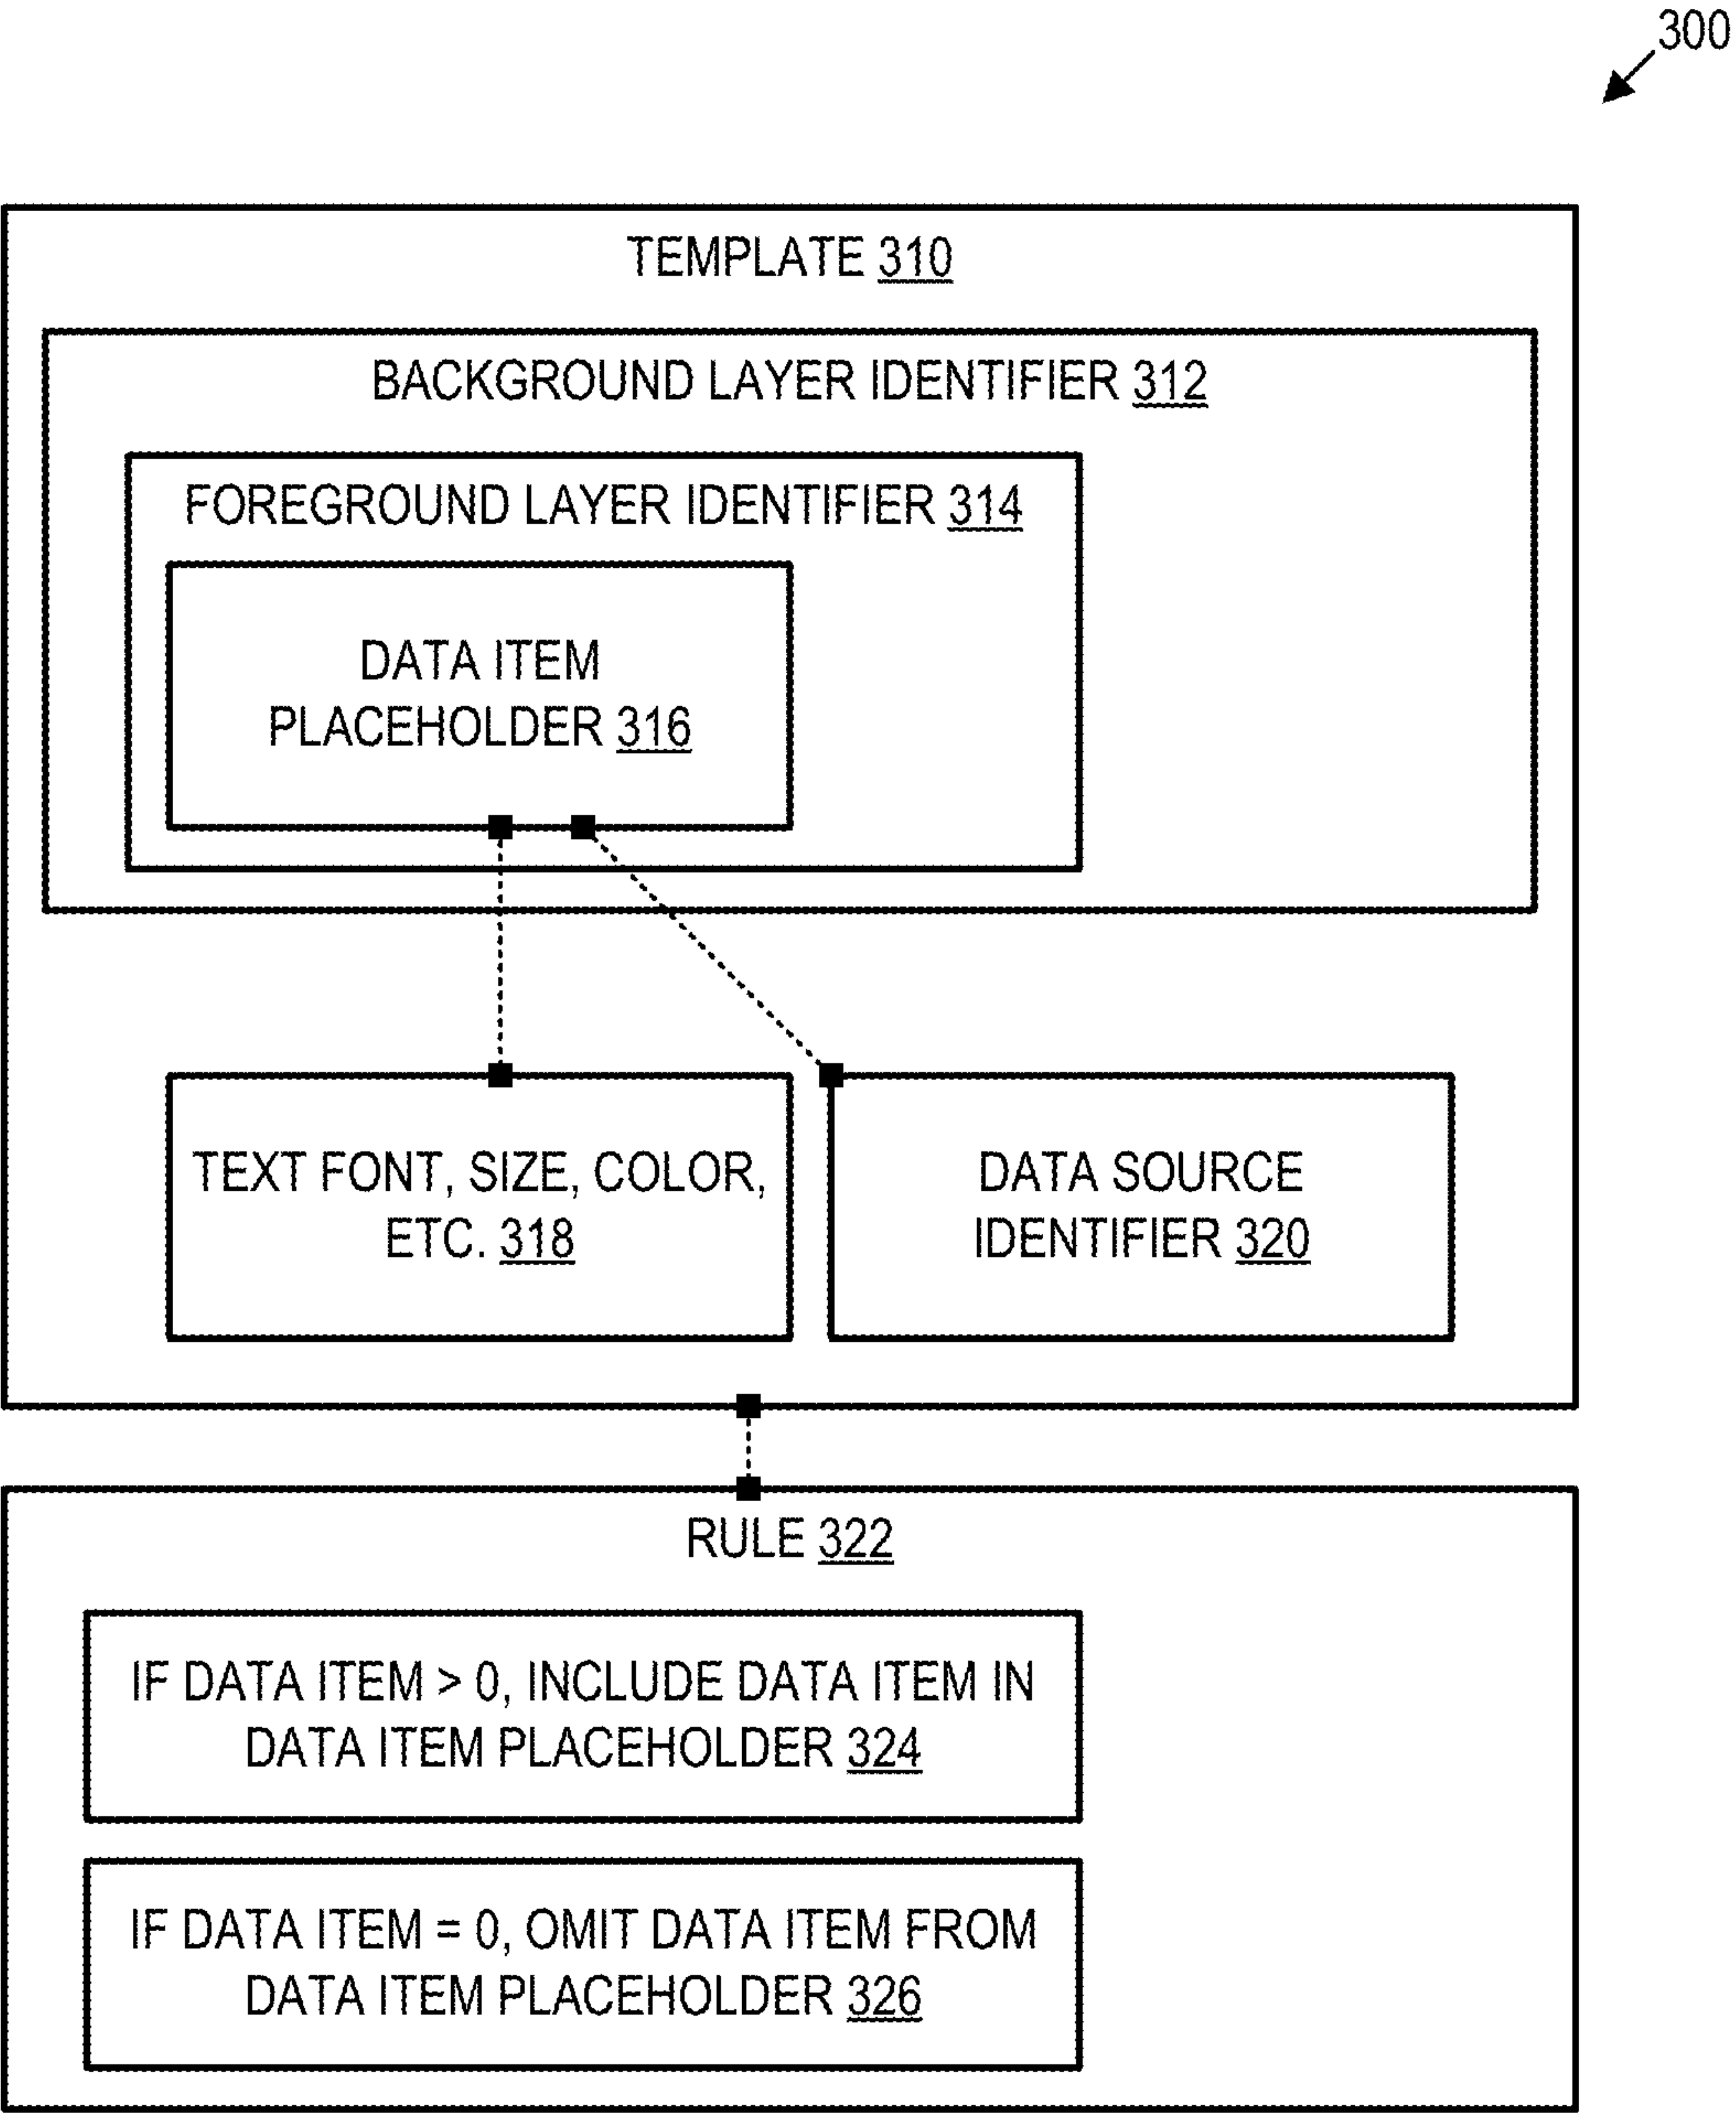 300
TEMPLATE 310
BACKGROUND LAYER IDENTIFIER 312
FOREGROUND LAYER IDENTIFIER 314
DATA ITEM
PLACEHOLDER 316
TEXT FONT, SIZE, COLOR,
ETC. 318
DATA SOURCE
IDENTIFIER 320
RULE 322
IF DATA ITEM > 0, INCLUDE DATA ITEM IN
DATA ITEM PLACEHOLDER 324
IF DATA ITEM = 0, OMIT DATA ITEM FROM
DATA ITEM PLACEHOLDER 326